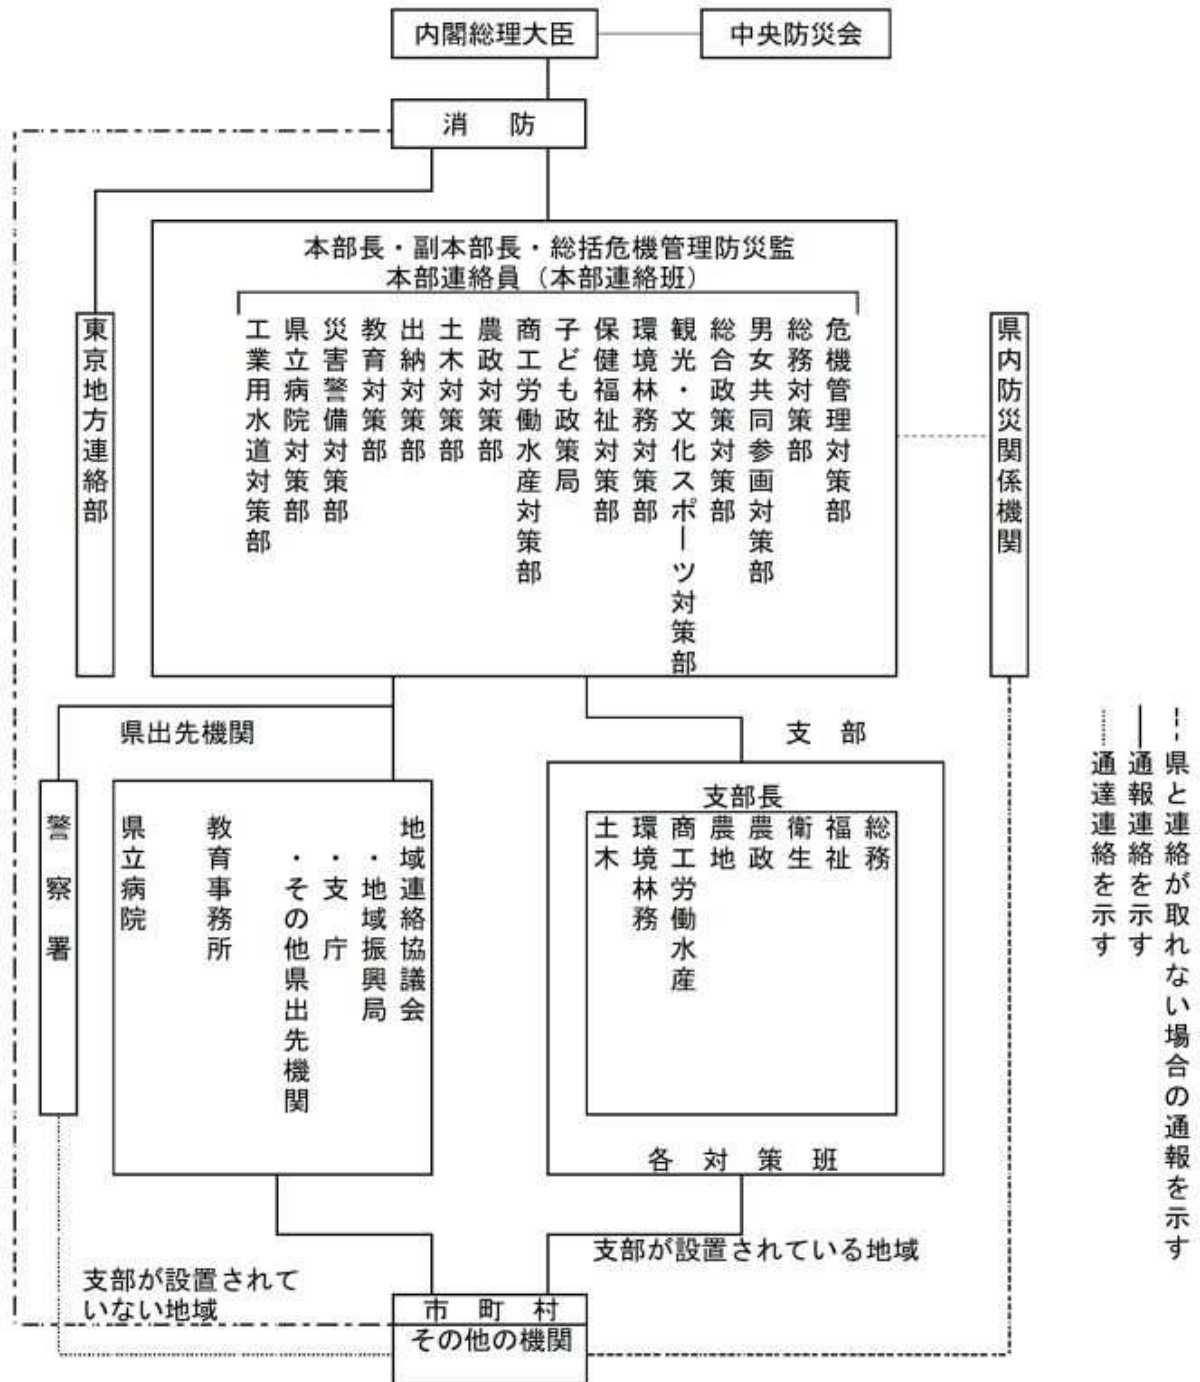 内閣総理大臣
中央防災会
消 防
本部長・副本部長・総括危機管理防災監
本部連絡員（本部連絡班）
危機管理対策部
総務対策部
男女共同参画対策部
総合政策対策部
観光・文化スポーツ対策部
環境林務対策部
保健福祉対策部
子ども政策局
商工労働水産対策部
農政対策部
土木対策部
出納対策部
教育対策部
災害警備対策部
県立病院対策部
工業用水道対策部
東京地方連絡部
県内防災関係機関
県出先機関
支 部
警察署
地域連絡協議会
・地域振興局
・支 庁
・その他県出先機関
教育事務所
県立病院
支部長
総務
福祉
衛生
農政
農地
商工労働水産
環境林務
土木
各 対 策 班
支部が設置されている地域
支部が設置されて
いない地域
市 町 村
その他の機関
県と連絡が取れない場合の通報を示す
通報連絡を示す
通達連絡を示す